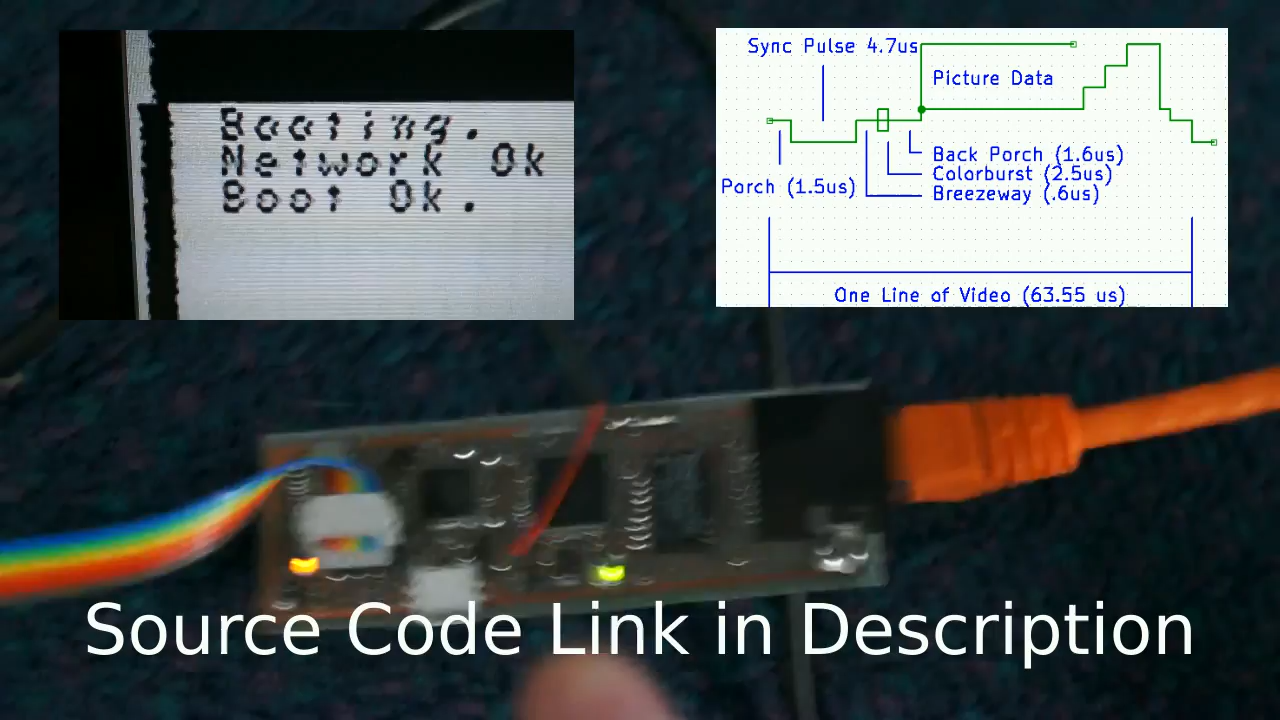 Booting.
Network Ok
Boot Ok.
Sync Pulse 4.7us
Picture Data
Back Porch (1.6us)
Colorburst (2.5us)
Breezeway (.6us)
Porch (1.5us)
One Line of Video (63.55 us)
Source Code Link in Description